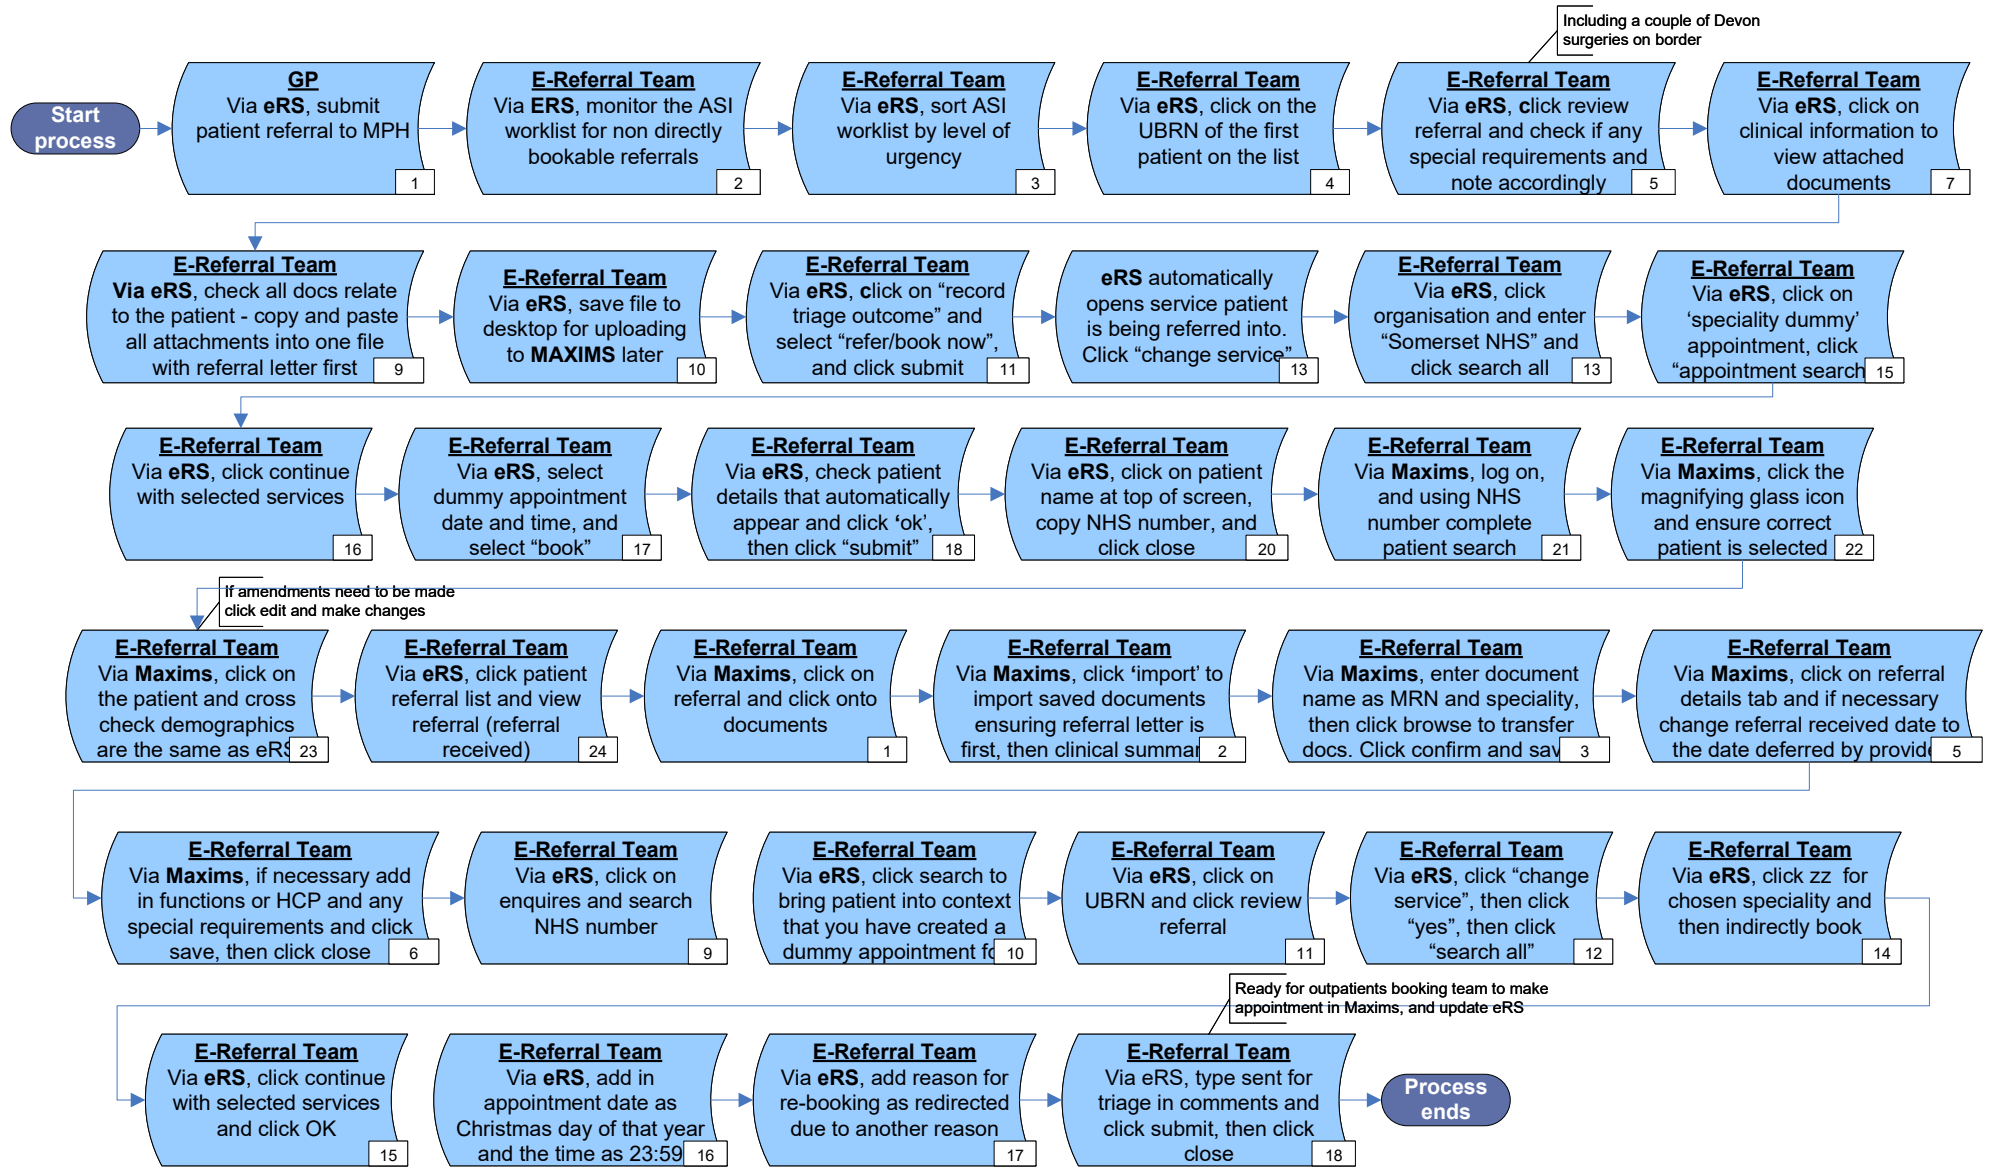 Including a couple of Devon
surgeries on border
Start
process
GP
Via eRS, submit
patient referral to MPH
1
E-Referral Team
Via ERS, monitor the ASI
worklist for non directly
bookable referrals
2
E-Referral Team
Via eRS, sort ASI
worklist by level of
urgency
3
E-Referral Team
Via eRS, click on the
UBRN of the first
patient on the list
4
E-Referral Team
Via eRS, click review
referral and check if any
special requirements and
note accordingly
5
E-Referral Team
Via eRS, click on
clinical information to
view attached
documents
7
E-Referral Team
Via eRS, check all docs relate
to the patient - copy and paste
all attachments into one file
with referral letter first
9
E-Referral Team
Via eRS, save file to
desktop for uploading
to MAXIMS later
10
E-Referral Team
Via eRS, click on “record
triage outcome” and
select “refer/book now”,
and click submit
11
eRS automatically
opens service patient
is being referred into.
Click “change service”
13
E-Referral Team
Via eRS, click
organisation and enter
“Somerset NHS” and
click search all
13
E-Referral Team
Via eRS, click on
‘speciality dummy’
appointment, click
“appointment search
15
E-Referral Team
Via eRS, click continue
with selected services
16
E-Referral Team
Via eRS, select
dummy appointment
date and time, and
select “book”
17
E-Referral Team
Via eRS, check patient
details that automatically
appear and click ‘ok’,
then click “submit”
18
E-Referral Team
Via eRS, click on patient
name at top of screen,
copy NHS number, and
click close
20
E-Referral Team
Via Maxims, log on,
and using NHS
number complete
patient search
21
E-Referral Team
Via Maxims, click the
magnifying glass icon
and ensure correct
patient is selected
22
If amendments need to be made
click edit and make changes
E-Referral Team
Via Maxims, click on
the patient and cross
check demographics
are the same as eRS
23
E-Referral Team
Via eRS, click patient
referral list and view
referral (referral
received)
24
E-Referral Team
Via Maxims, click on
referral and click onto
documents
1
E-Referral Team
Via Maxims, click ‘import’ to
import saved documents
ensuring referral letter is
first, then clinical summar
2
E-Referral Team
Via Maxims, enter document
name as MRN and speciality,
then click browse to transfer
docs. Click confirm and sav
3
E-Referral Team
Via Maxims, click on referral
details tab and if necessary
change referral received date to
the date deferred by provide
5
E-Referral Team
Via Maxims, if necessary add
in functions or HCP and any
special requirements and click
save, then click close
6
E-Referral Team
Via eRS, click on
enquires and search
NHS number
9
E-Referral Team
Via eRS, click search to
bring patient into context
that you have created a
dummy appointment fo
10
E-Referral Team
Via eRS, click on
UBRN and click review
referral
11
E-Referral Team
Via eRS, click “change
service”, then click
“yes”, then click
“search all”
12
E-Referral Team
Via eRS, click zz for
chosen speciality and
then indirectly book
14
Ready for outpatients booking team to make
appointment in Maxims, and update eRS
E-Referral Team
Via eRS, click continue
with selected services
and click OK
15
E-Referral Team
Via eRS, add in
appointment date as
Christmas day of that year
and the time as 23:59
16
E-Referral Team
Via eRS, add reason for
re-booking as redirected
due to another reason
17
E-Referral Team
Via eRS, type sent for
triage in comments and
click submit, then click
close
18
Process
ends